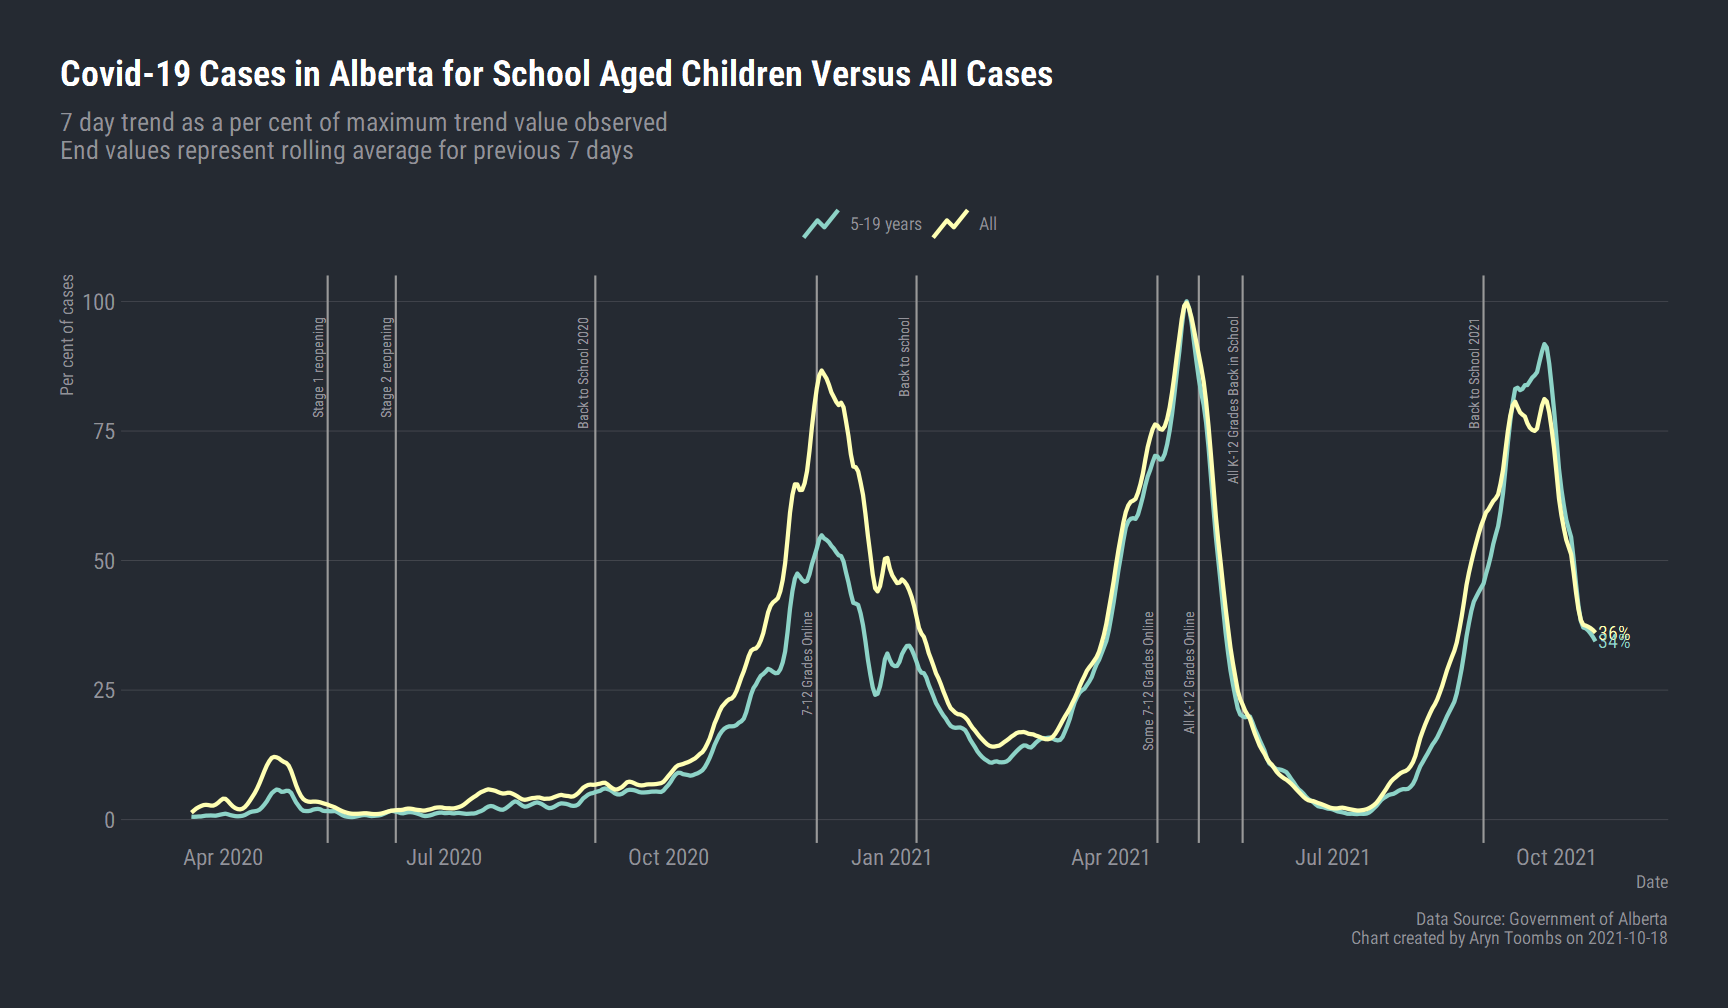 Covid-19 Cases in Alberta for School Aged Children Versus All Cases
7 day trend as a per cent of maximum trend value observed
End values represent rolling average for previous 7 days
5-19 years
All
Per cent of cases
100
75
50
25
0
Stage 1 reopening
Stage 2 reopening
Back to School 2020
7-12 Grades Online
Back to school
Some 7-12 Grades Online
All K-12 Grades Online
All K-12 Grades Back in School
Back to School 2021
36%
34%
Apr 2020
Jul 2020
Oct 2020
Jan 2021
Apr 2021
Jul 2021
Oct 2021
Date
Data Source: Government of Alberta
Chart created by Aryn Toombs on 2021-10-18